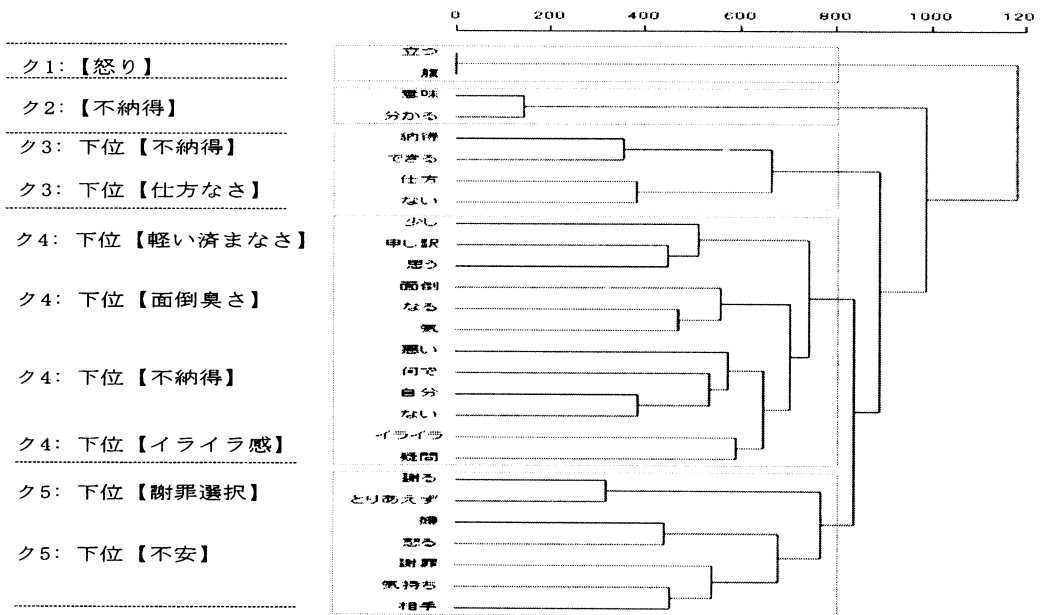 0 200 400 600 800 1000 120
ク1:【怒り】
ク2:【不納得】
ク3: 下位【不納得】
ク3: 下位【仕方なさ】
ク4: 下位【軽い済まなさ】
ク4: 下位【面倒臭さ】
ク4: 下位【不納得】
ク4: 下位【イライラ感】
ク5: 下位【謝罪選択】
ク5: 下位【不安】
立つ
腹
意味
分かる
納得
できる
仕方
ない
少し
申し訳
思う
面倒
なる
気
悪い
何で
自分
ない
イライラ
疑問
謝る
とりあえず
怒る
謝罪
気持ち
相手